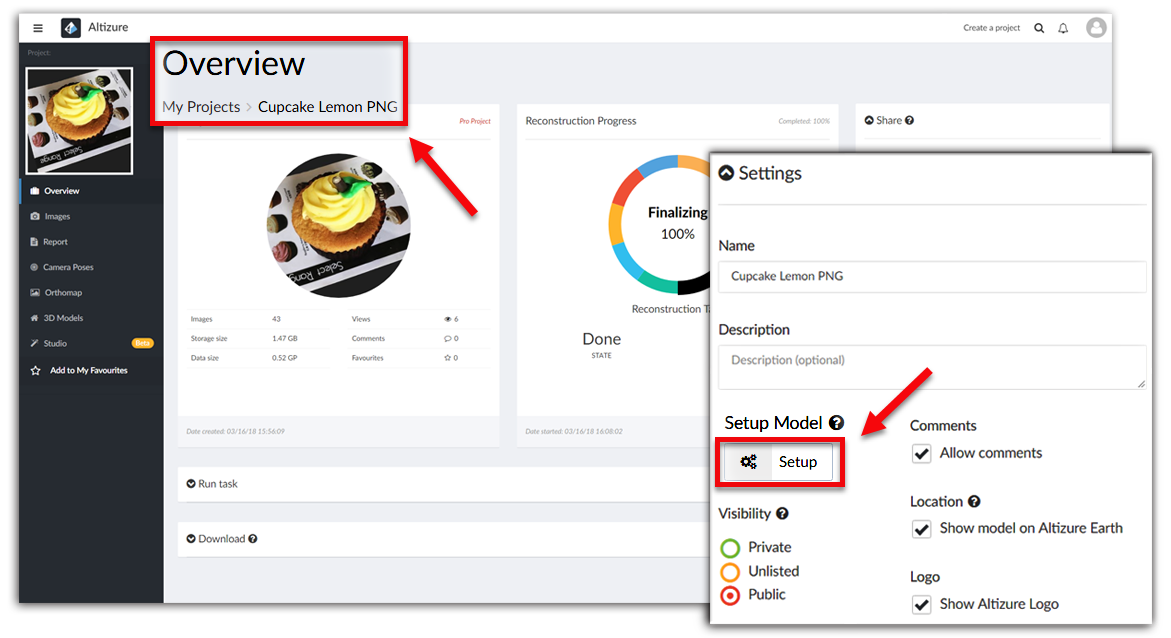 Altizure
Create a project
Project:
Select Range
Overview
Images
Report
Camera Poses
Orthomap
3D Models
Studio
Beta
Add to My Favourites
Overview
My Projects > Cupcake Lemon PNG
Pro Project
Select Range
Images 43
Storage size 1.47 GB
Data size 0.52 GP
Views 6
Comments 0
Favourites 0
Date created: 03/16/18 15:56:09
Reconstruction Progress
Completed: 100%
Finalizing
100%
Reconstruction Ta
Done
STATE
Date started: 03/16/18 16:08:02
Share
Run task
Download
Settings
Name
Cupcake Lemon PNG
Description
Description (optional)
Setup Model
Setup
Visibility
Private
Unlisted
Public
Comments
Allow comments
Location
Show model on Altizure Earth
Logo
Show Altizure Logo